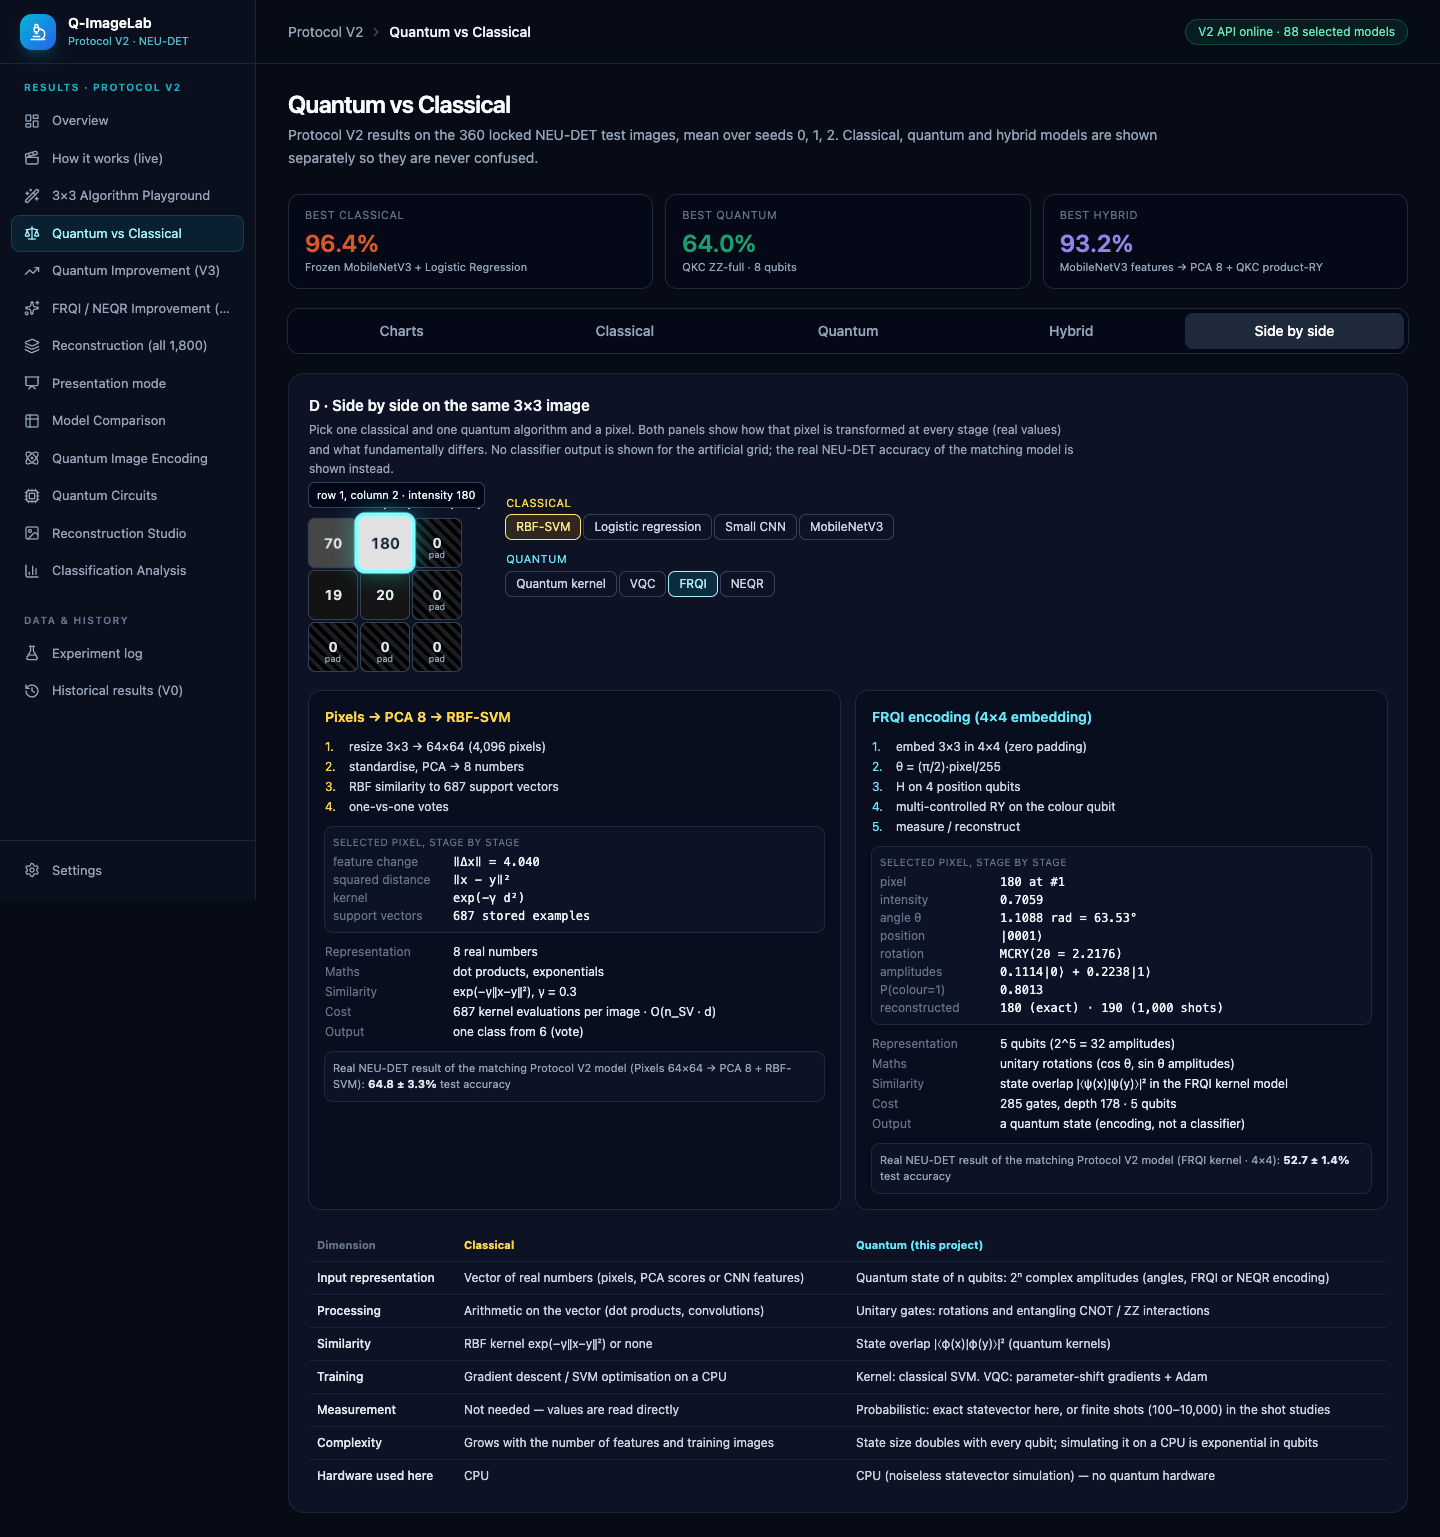 Q-ImageLab
Protocol V2 · NEU-DET
RESULTS · PROTOCOL V2
Overview
How it works (live)
3×3 Algorithm Playground
Quantum vs Classical
Quantum Improvement (V3)
FRQI / NEQR Improvement (...
Reconstruction (all 1,800)
Presentation mode
Model Comparison
Quantum Image Encoding
Quantum Circuits
Reconstruction Studio
Classification Analysis
DATA & HISTORY
Experiment log
Historical results (V0)
Settings
Protocol V2 > Quantum vs Classical
V2 API online · 88 selected models
Quantum vs Classical
Protocol V2 results on the 360 locked NEU-DET test images, mean over seeds 0, 1, 2. Classical, quantum and hybrid models are shown
separately so they are never confused.
BEST CLASSICAL
96.4%
Frozen MobileNetV3 + Logistic Regression
BEST QUANTUM
64.0%
QKC ZZ-full · 8 qubits
BEST HYBRID
93.2%
MobileNetV3 features → PCA 8 + QKC product-RY
Charts Classical Quantum Hybrid Side by side
D · Side by side on the same 3×3 image
Pick one classical and one quantum algorithm and a pixel. Both panels show how that pixel is transformed at every stage (real values)
and what fundamentally differs. No classifier output is shown for the artificial grid; the real NEU-DET accuracy of the matching model is
shown instead.
row 1, column 2 · intensity 180
70 180 0 pad
19 20 0 pad
0 pad 0 pad 0 pad
CLASSICAL
RBF-SVM Logistic regression Small CNN MobileNetV3
QUANTUM
Quantum kernel VQC FRQI NEQR
Pixels → PCA 8 → RBF-SVM
1. resize 3×3 → 64×64 (4,096 pixels)
2. standardise, PCA → 8 numbers
3. RBF similarity to 687 support vectors
4. one-vs-one votes
SELECTED PIXEL, STAGE BY STAGE
feature change ‖Δx‖ = 4.040
squared distance ‖x − y‖²
kernel exp(−γ d²)
support vectors 687 stored examples
Representation 8 real numbers
Maths dot products, exponentials
Similarity exp(−γ‖x−y‖²), γ = 0.3
Cost 687 kernel evaluations per image · O(n_SV · d)
Output one class from 6 (vote)
Real NEU-DET result of the matching Protocol V2 model (Pixels 64×64 → PCA 8 + RBF-
SVM): 64.8 ± 3.3% test accuracy
FRQI encoding (4×4 embedding)
1. embed 3×3 in 4×4 (zero padding)
2. θ = (π/2)·pixel/255
3. H on 4 position qubits
4. multi-controlled RY on the colour qubit
5. measure / reconstruct
SELECTED PIXEL, STAGE BY STAGE
pixel 180 at #1
intensity 0.7059
angle θ 1.1088 rad = 63.53°
position |0001⟩
rotation MCRY(2θ = 2.2176)
amplitudes 0.1114|0⟩ + 0.2238|1⟩
P(colour=1) 0.8013
reconstructed 180 (exact) · 190 (1,000 shots)
Representation 5 qubits (2^5 = 32 amplitudes)
Maths unitary rotations (cos θ, sin θ amplitudes)
Similarity state overlap |⟨ψ(x)|ψ(y)⟩|² in the FRQI kernel model
Cost 285 gates, depth 178 · 5 qubits
Output a quantum state (encoding, not a classifier)
Real NEU-DET result of the matching Protocol V2 model (FRQI kernel · 4×4): 52.7 ± 1.4%
test accuracy
Dimension Classical Quantum (this project)
Input representation Vector of real numbers (pixels, PCA scores or CNN features) Quantum state of n qubits: 2ⁿ complex amplitudes (angles, FRQI or NEQR encoding)
Processing Arithmetic on the vector (dot products, convolutions) Unitary gates: rotations and entangling CNOT / ZZ interactions
Similarity RBF kernel exp(−γ‖x−y‖²) or none State overlap |⟨φ(x)|φ(y)⟩|² (quantum kernels)
Training Gradient descent / SVM optimisation on a CPU Kernel: classical SVM. VQC: parameter-shift gradients + Adam
Measurement Not needed — values are read directly Probabilistic: exact statevector here, or finite shots (100–10,000) in the shot studies
Complexity Grows with the number of features and training images State size doubles with every qubit; simulating it on a CPU is exponential in qubits
Hardware used here CPU CPU (noiseless statevector simulation) — no quantum hardware